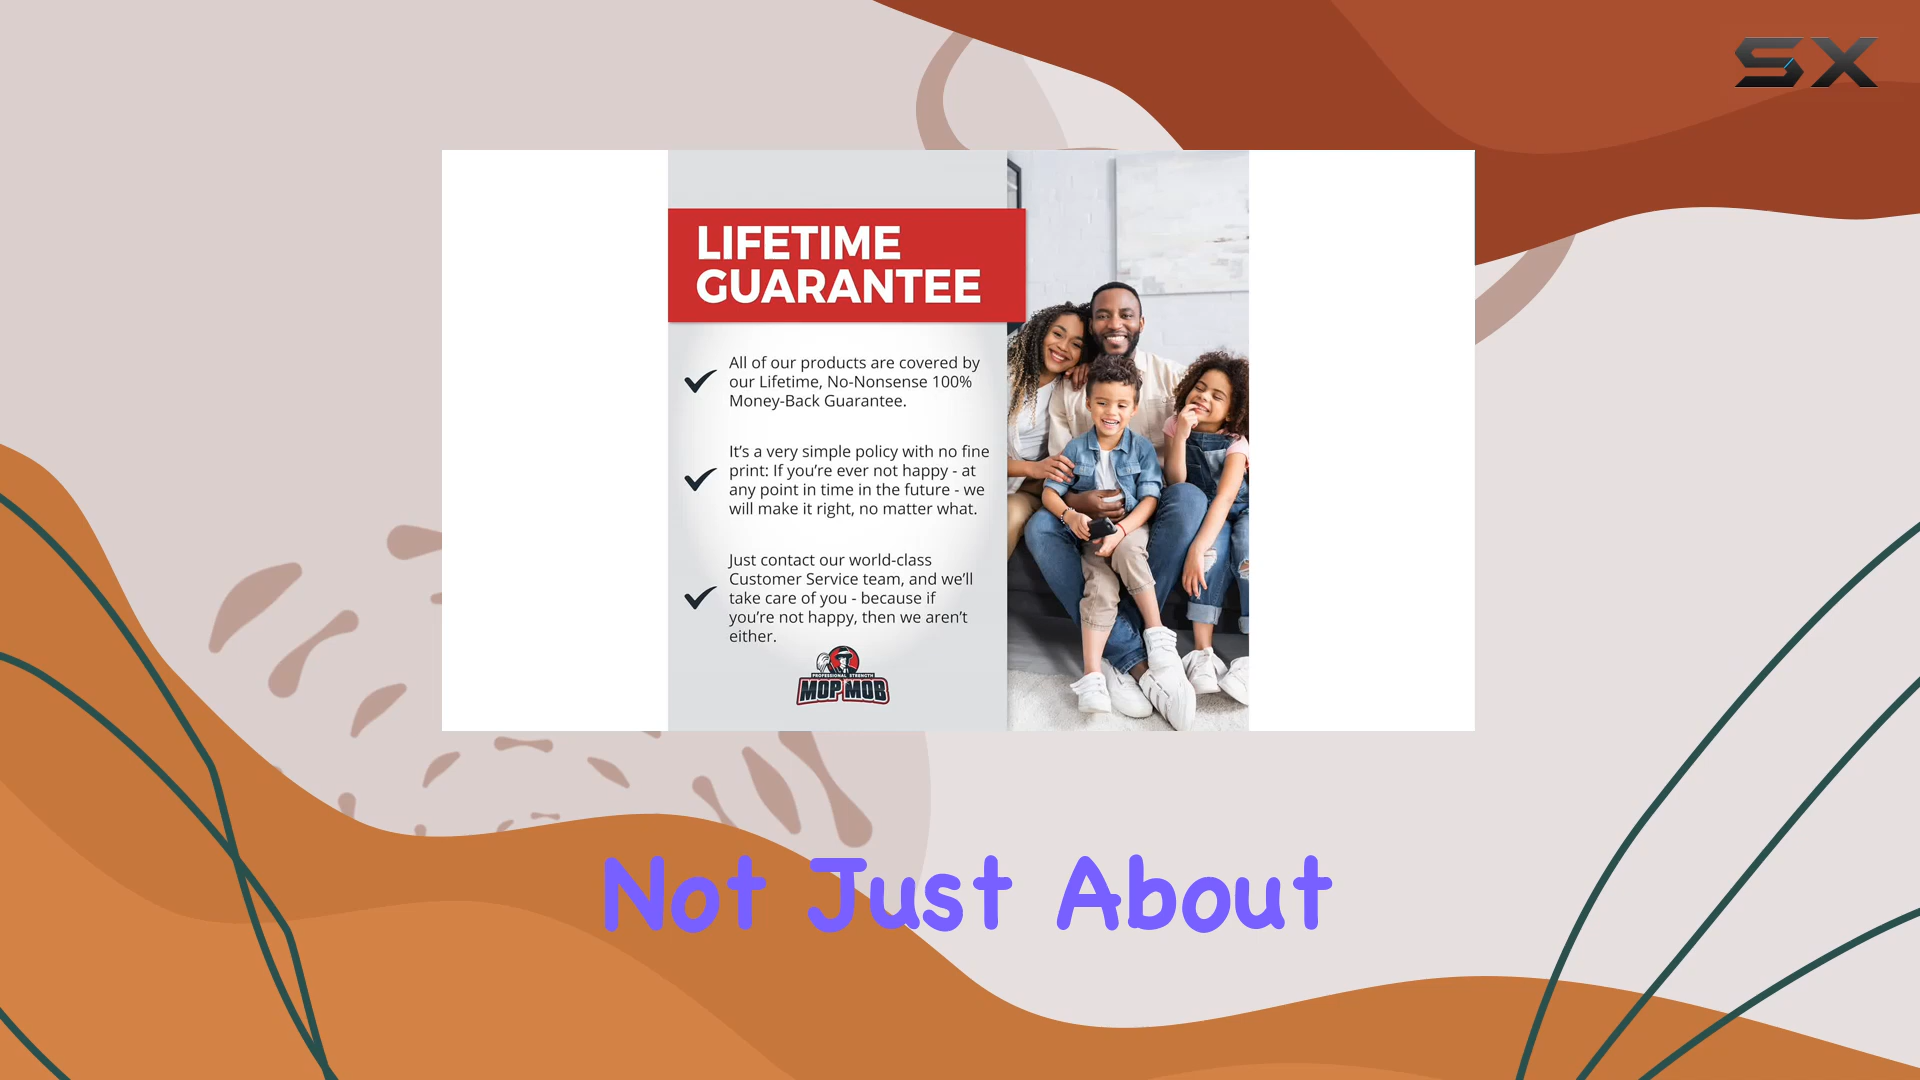 SX
LIFETIME
GUARANTEE
All of our products are covered by
our Lifetime, No-Nonsense 100%
Money-Back Guarantee.
It’s a very simple policy with no fine
print: If you’re ever not happy - at
any point in time in the future - we
will make it right, no matter what.
Just contact our world-class
Customer Service team, and we’ll
take care of you - because if
you’re not happy, then we aren’t
either.
PROFESSIONAL STRENGTH
MOP MOB
Not Just About